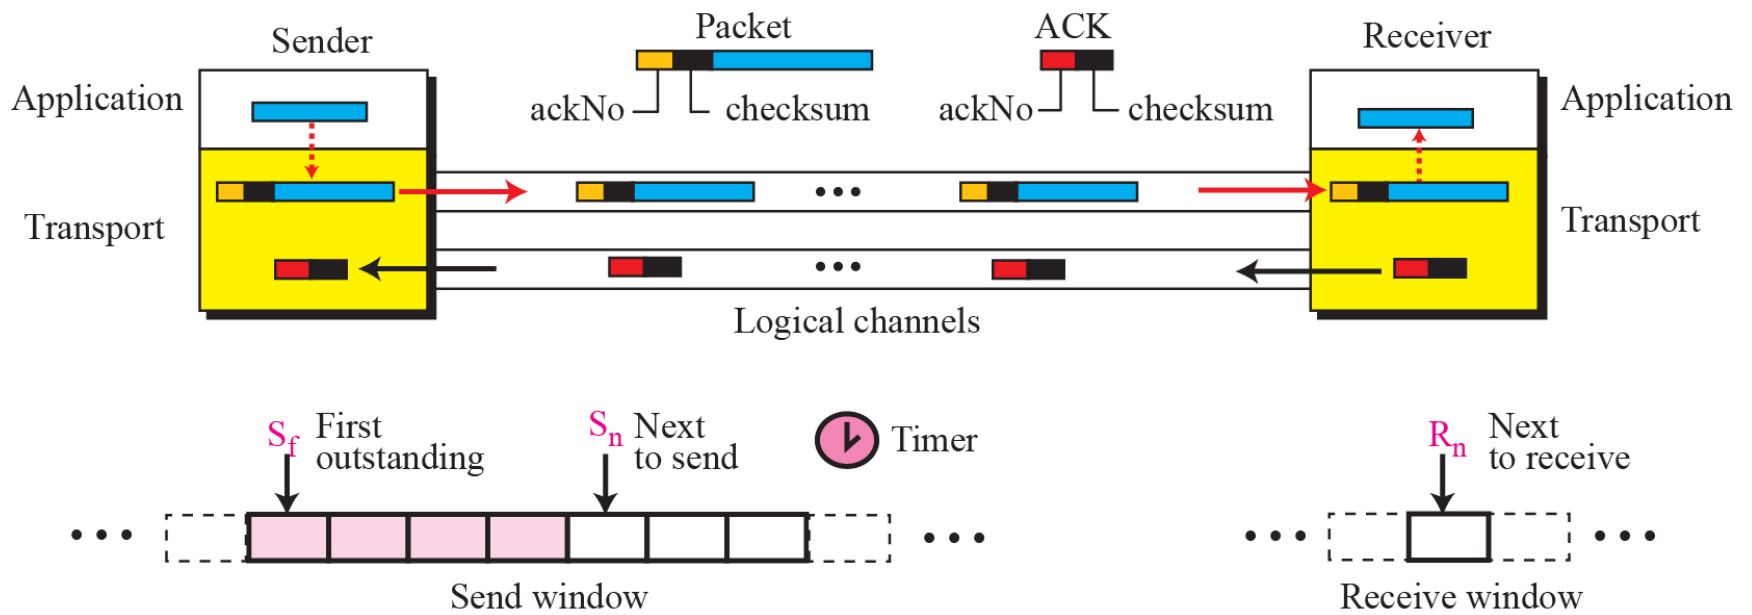 Sender
Packet
ACK
Receiver
Application
ackNo
checksum
ackNo
checksum
Application
Transport
Transport
Logical channels
Sf First
outstanding
Sn Next
to send
Timer
Rn Next
to receive
Send window
Receive window